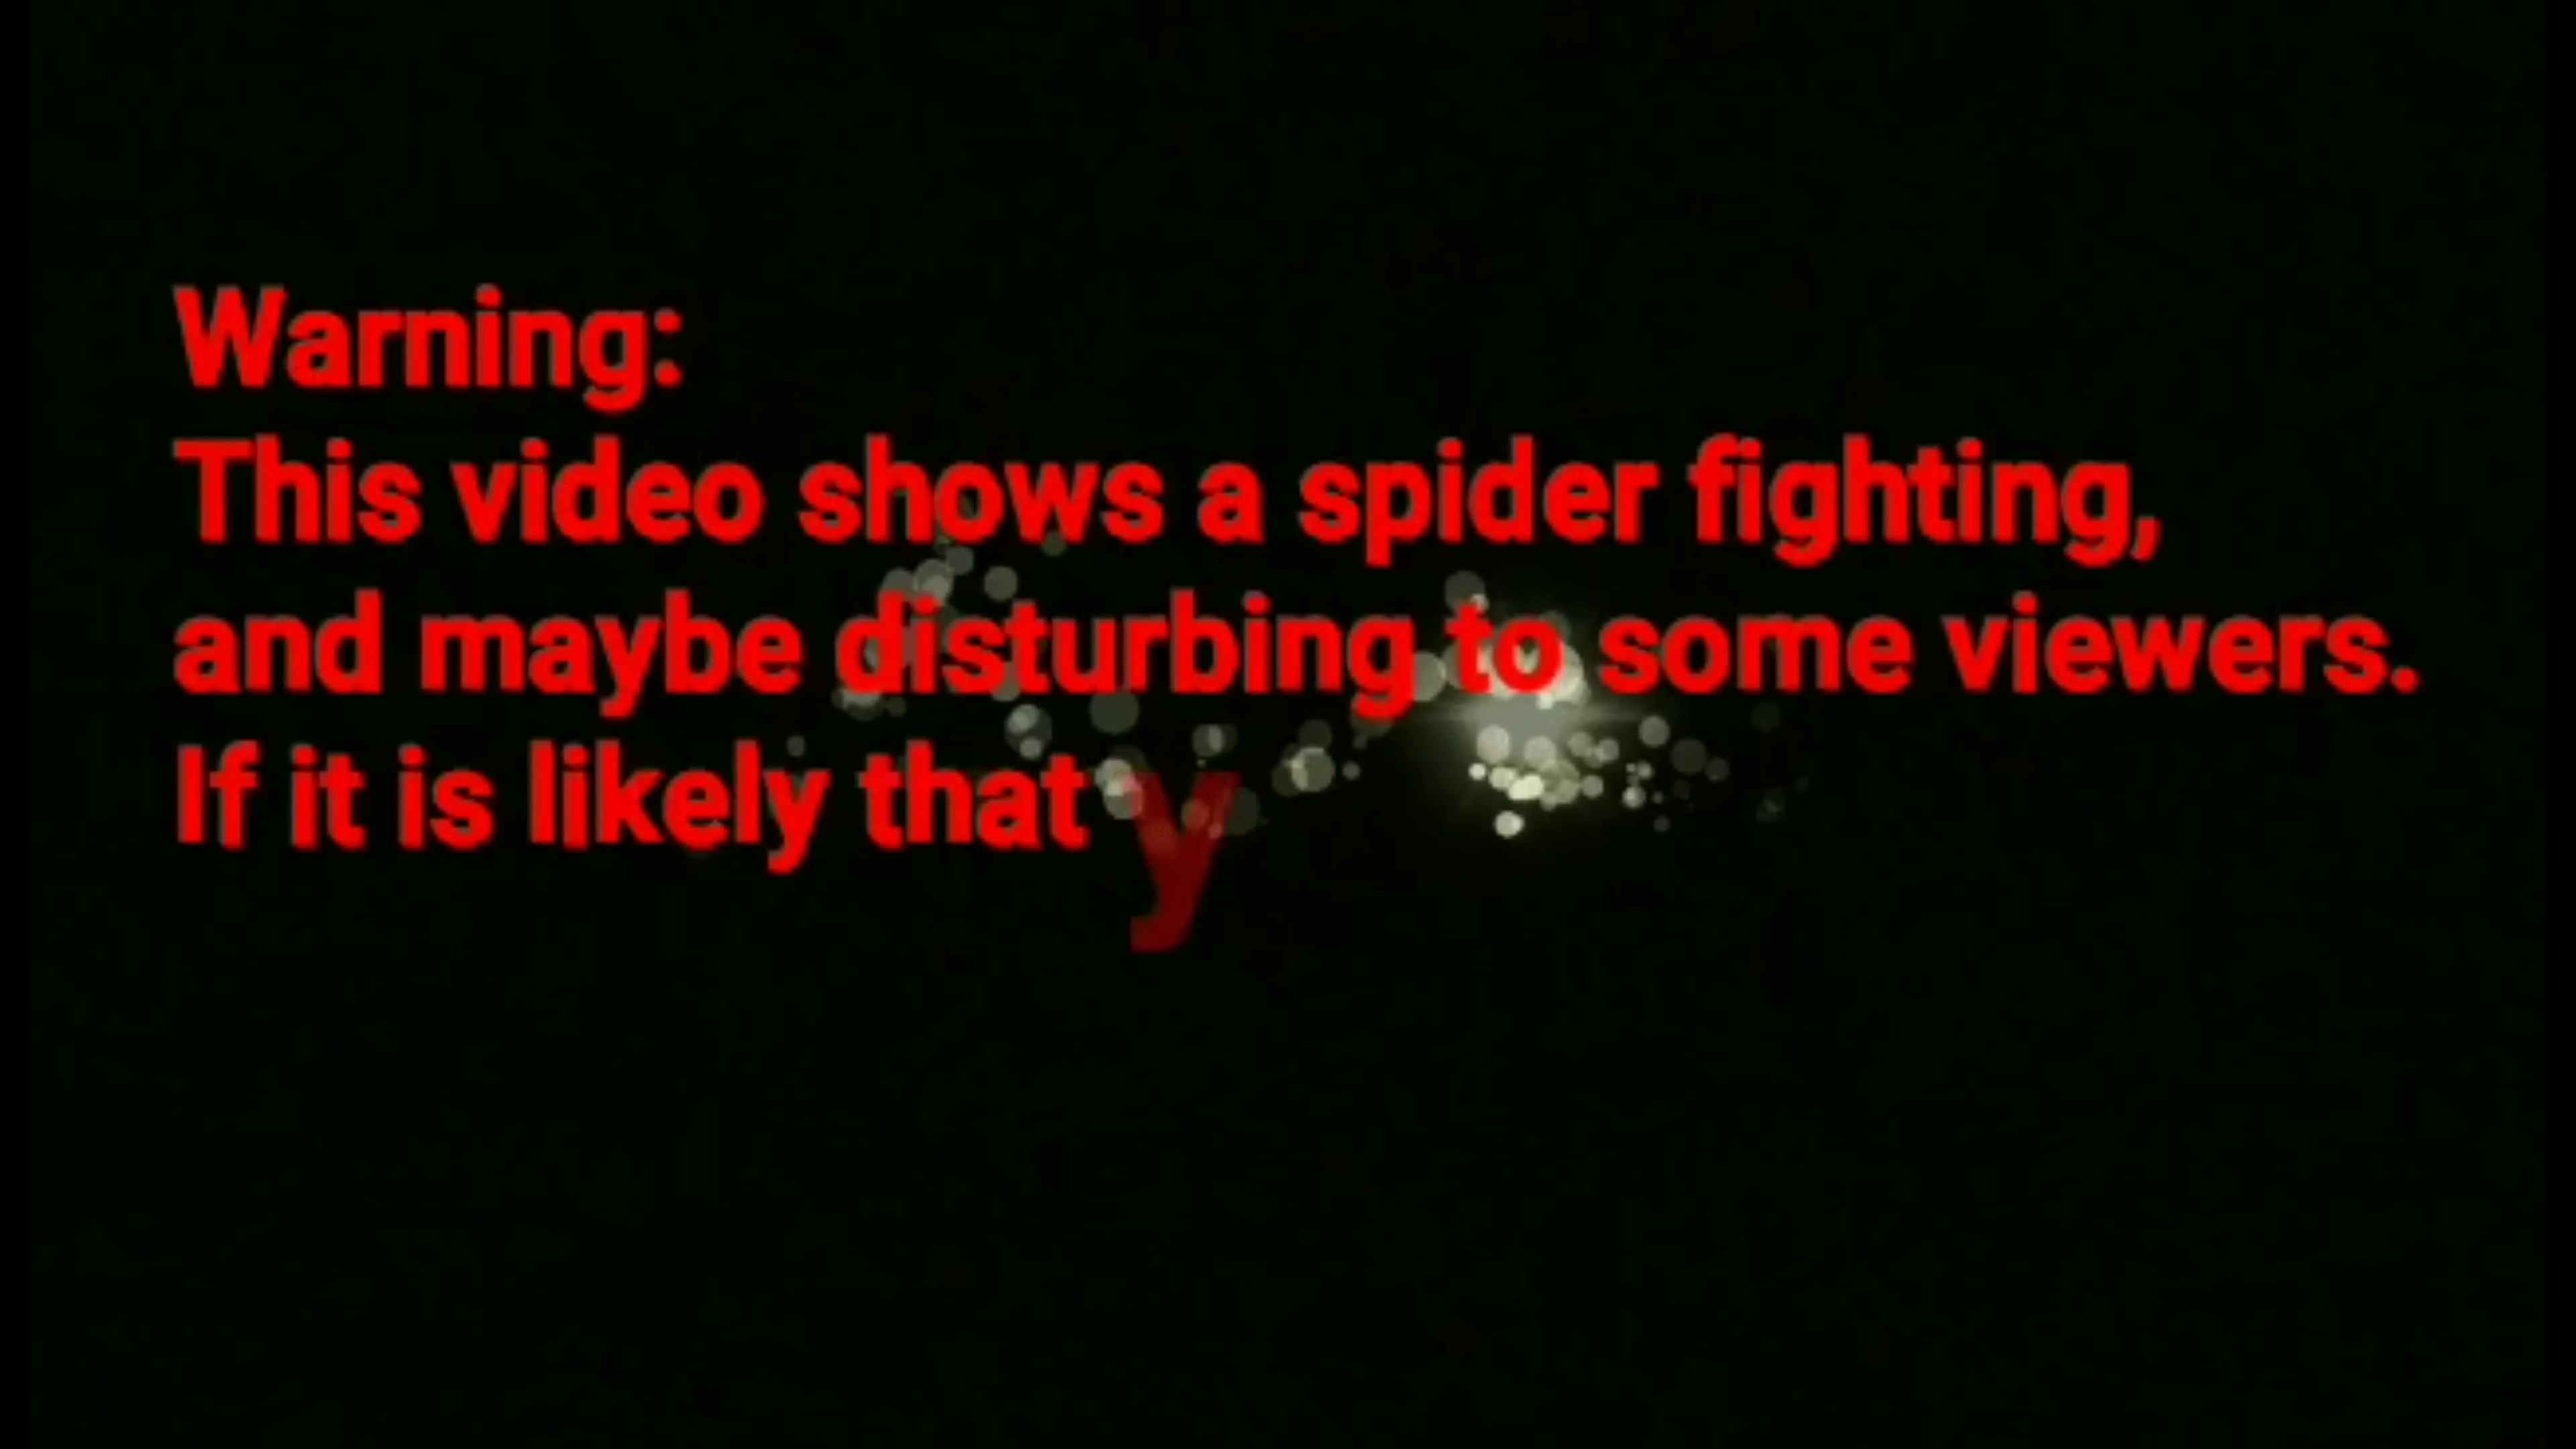 Warning:
This video shows a spider fighting,
and maybe disturbing to some viewers.
If it is likely that y